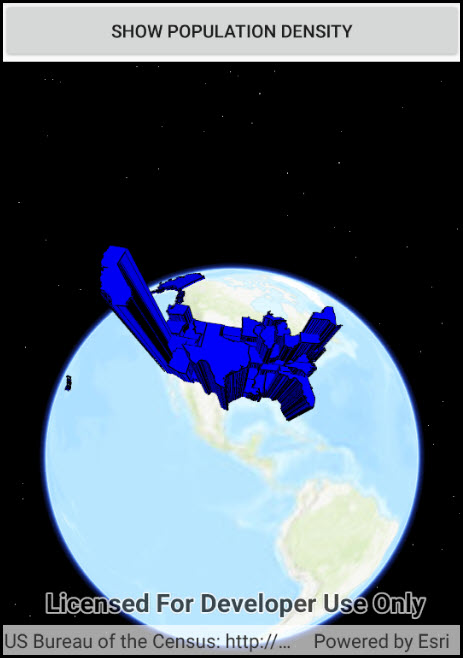 SHOW POPULATION DENSITY
Licensed For Developer Use Only
US Bureau of the Census: http://... Powered by Esri